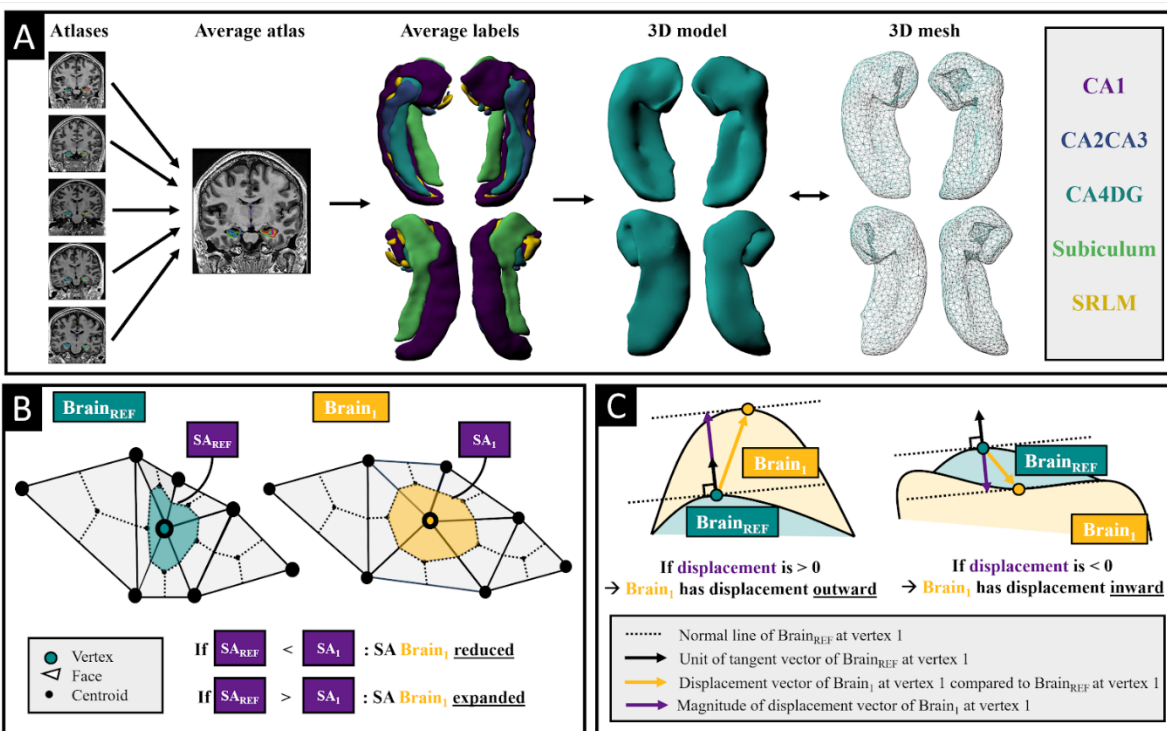 A
Atlases
Average atlas
Average labels
3D model
3D mesh
CA1
CA2CA3
CA4DG
Subiculum
SRLM
B
BrainREF
Brain1
SAREF
SA1
Vertex
Face
Centroid
If SAREF < SA1 : SA Brain1 reduced
If SAREF > SA1 : SA Brain1 expanded
C
Brain1
BrainREF
BrainREF
Brain1
If displacement is > 0
→ Brain1 has displacement outward
If displacement is < 0
→ Brain1 has displacement inward
Normal line of BrainREF at vertex 1
Unit of tangent vector of BrainREF at vertex 1
Displacement vector of Brain1 at vertex 1 compared to BrainREF at vertex 1
Magnitude of displacement vector of Brain1 at vertex 1